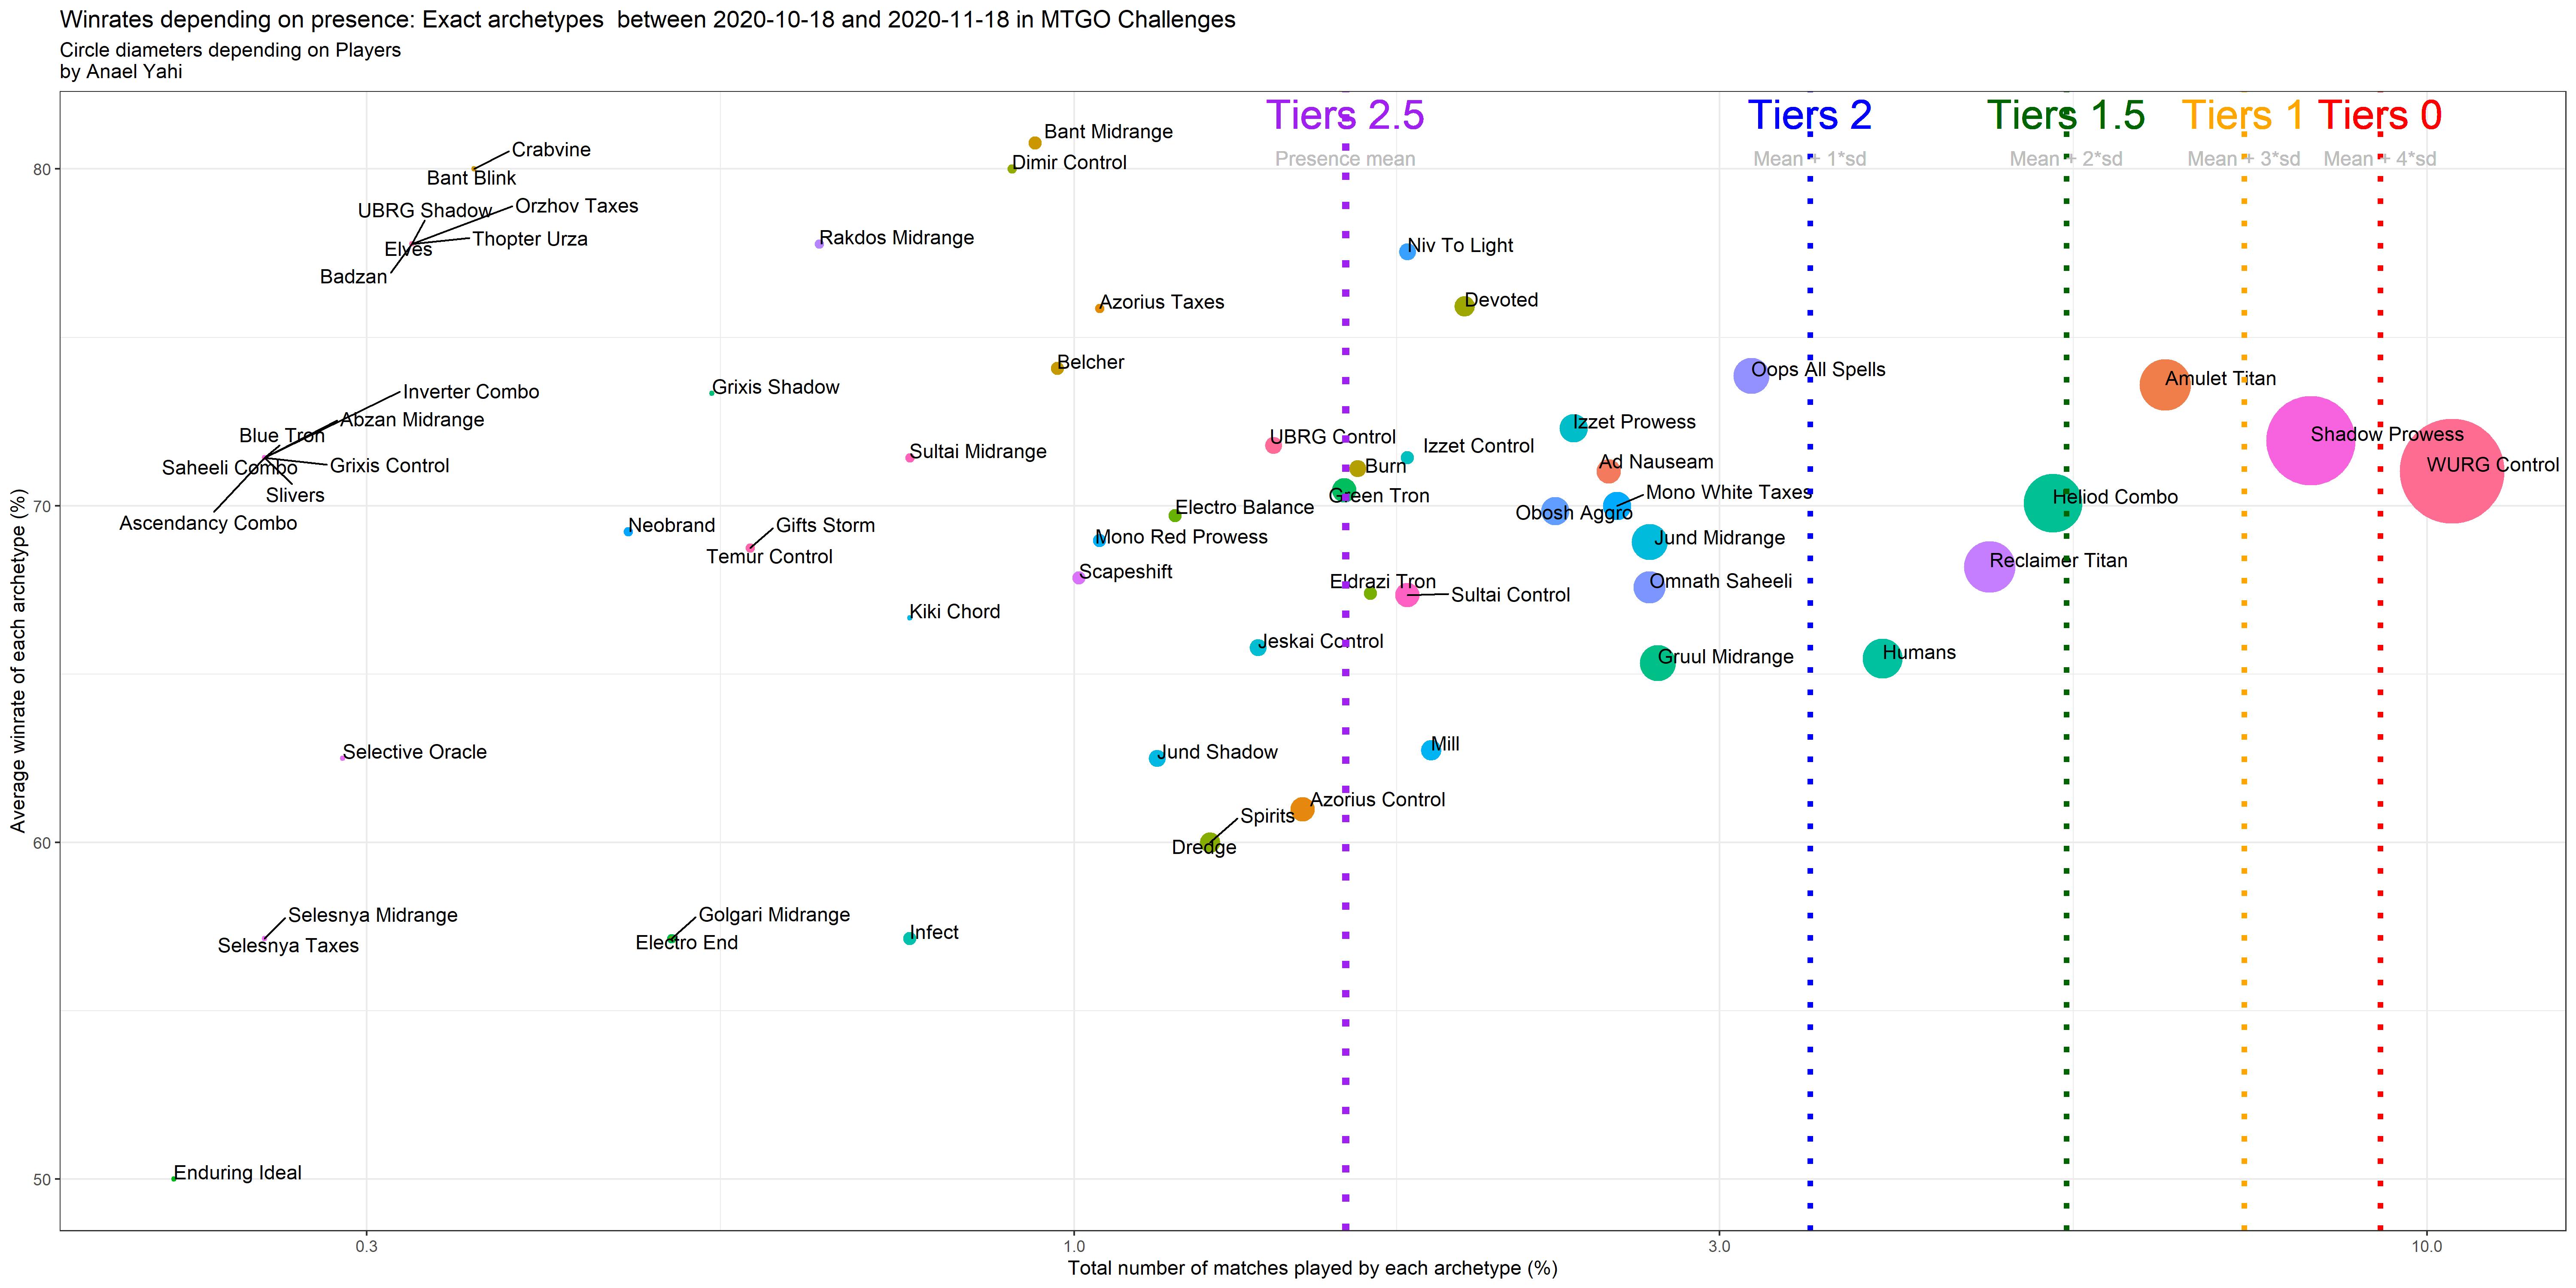 Winrates depending on presence: Exact archetypes  between 2020-10-18 and 2020-11-18 in MTGO Challenges
Circle diameters depending on Players
by Anael Yahi
Tiers 2.5
Tiers 2
Tiers 1.5
Tiers 1
Tiers 0
Presence mean
Mean + 1*sd
Mean + 2*sd
Mean + 3*sd
Mean + 4*sd
Bant Midrange
Crabvine
Dimir Control
80
Bant Blink
Orzhov Taxes
UBRG Shadow
Thopter Urza
Rakdos Midrange
Elves
Niv To Light
Badzan
Devoted
Azorius Taxes
Belcher
Oops All Spells
Amulet Titan
Grixis Shadow
Inverter Combo
Abzan Midrange
Izzet Prowess
Blue Tron
UBRG Control
Shadow Prowess
Izzet Control
Sultai Midrange
Saheeli Combo
Grixis Control
Burn
Ad Nauseam
WURG Control
Slivers
Green Tron
Mono White Taxes
Heliod Combo
70
Electro Balance
Obosh Aggro
Ascendancy Combo
Neobrand
Gifts Storm
Mono Red Prowess
Jund Midrange
Temur Control
Reclaimer Titan
Scapeshift
Eldrazi Tron
Omnath Saheeli
Sultai Control
Kiki Chord
Jeskai Control
Gruul Midrange
Humans
Selective Oracle
Jund Shadow
Mill
Azorius Control
Spirits
60
Dredge
Selesnya Midrange
Golgari Midrange
Selesnya Taxes
Electro End
Infect
Enduring Ideal
50
Average winrate of each archetype (%)
0.3
1.0
3.0
10.0
Total number of matches played by each archetype (%)